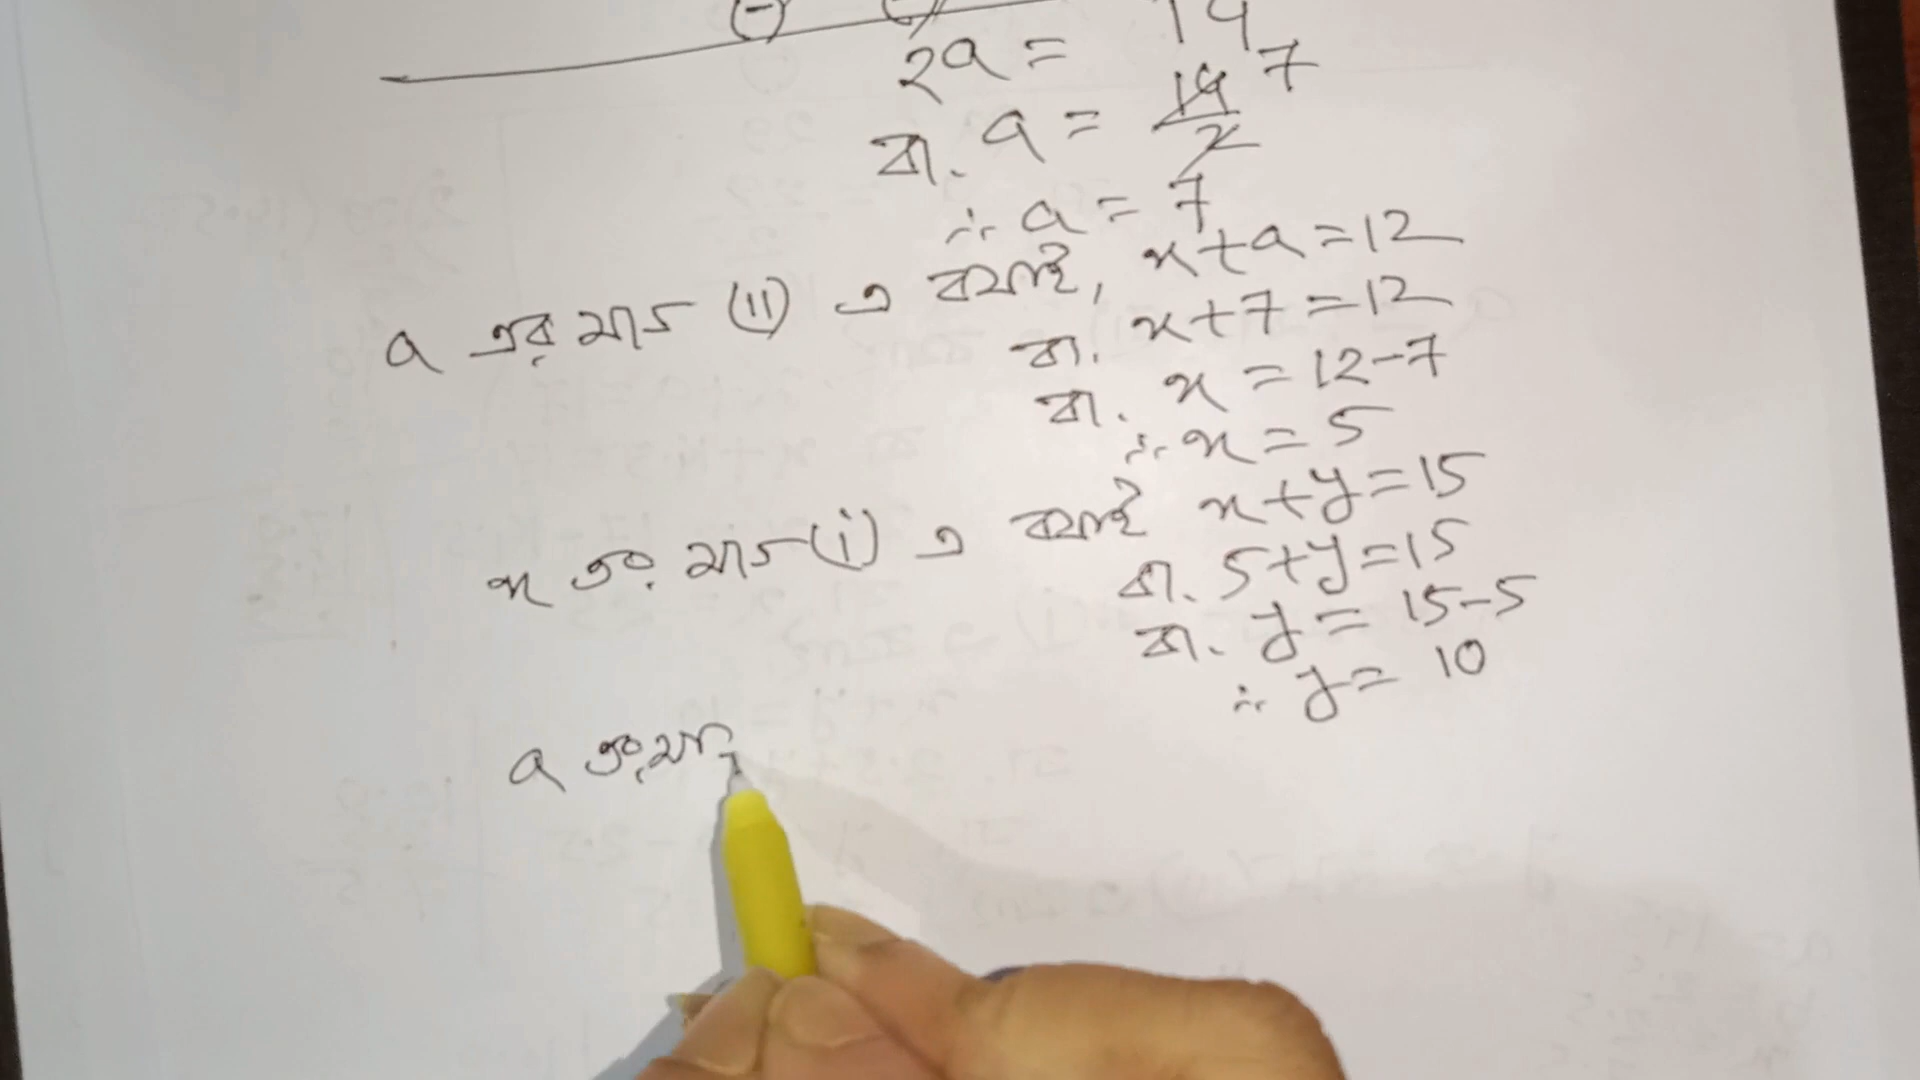 2a = 14
বা. a = 14/2 7
∴ a = 7
a এর মান (ii) এ বসাই, x+a=12
বা. x+7=12
বা. x = 12-7
∴ x = 5
x এর মান (i) এ বসাই x+y=15
বা. 5+y=15
বা. y = 15-5
∴ y = 10
a এর মান